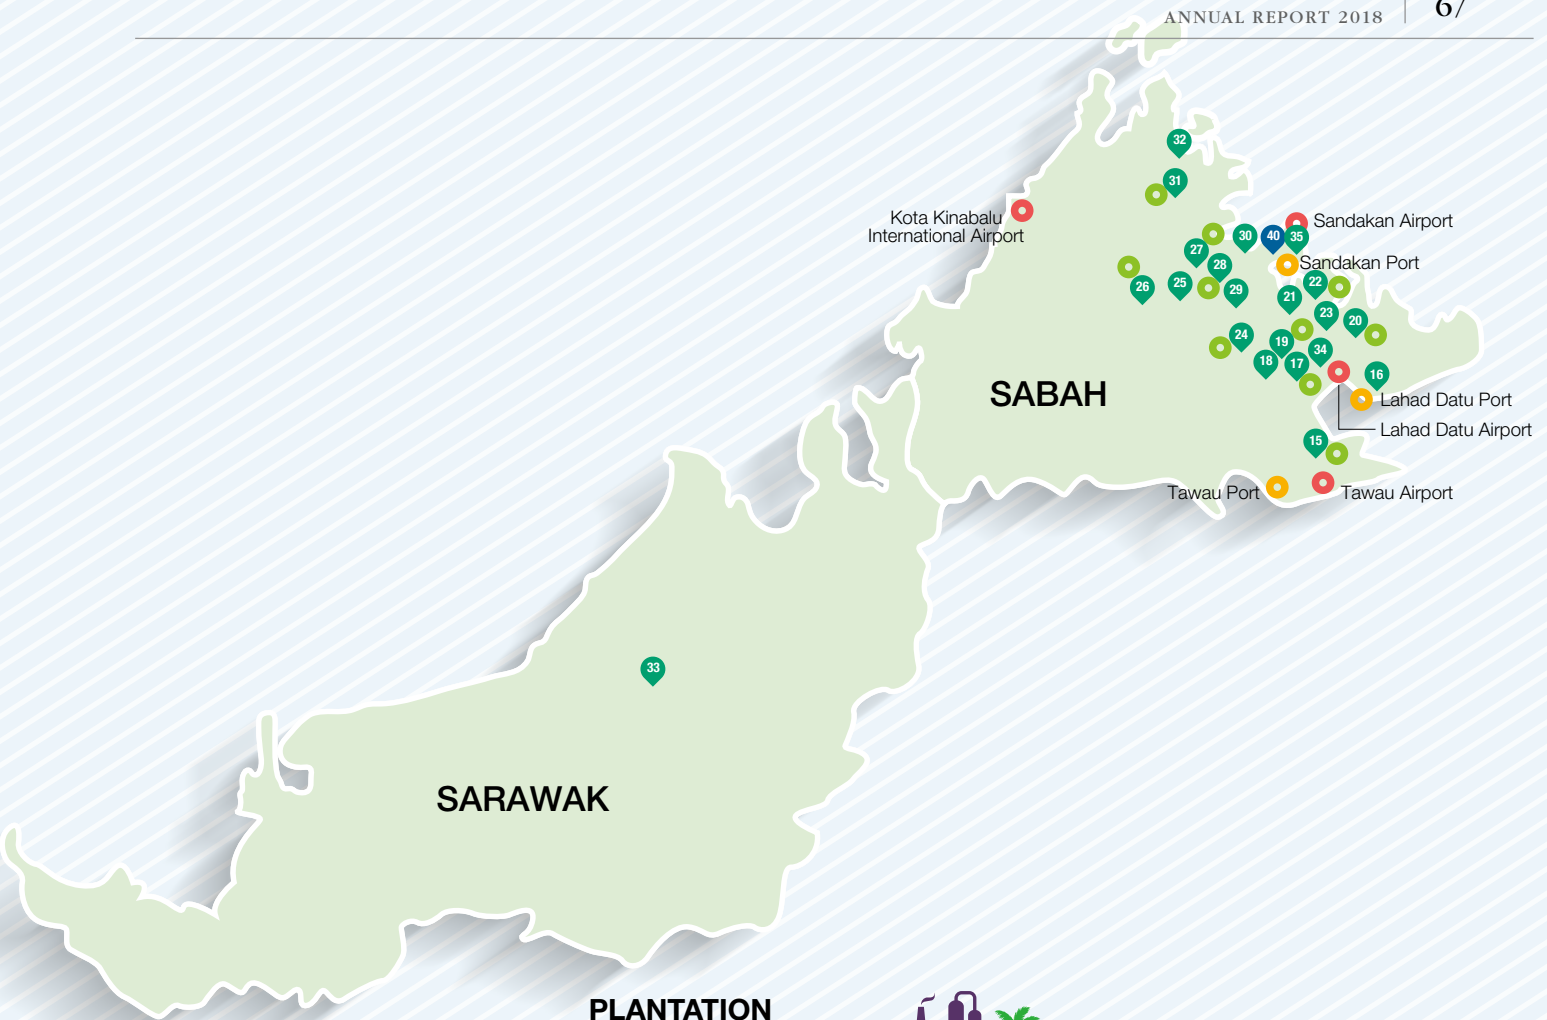 ANNUAL REPORT 2018
67
32
31
Kota Kinabalu
International Airport
Sandakan Airport
30
40
35
27
28
Sandakan Port
26
25
29
22
21
23
20
24
19
34
18
17
16
SABAH
Lahad Datu Port
Lahad Datu Airport
15
Tawau Port
Tawau Airport
33
SARAWAK
PLANTATION